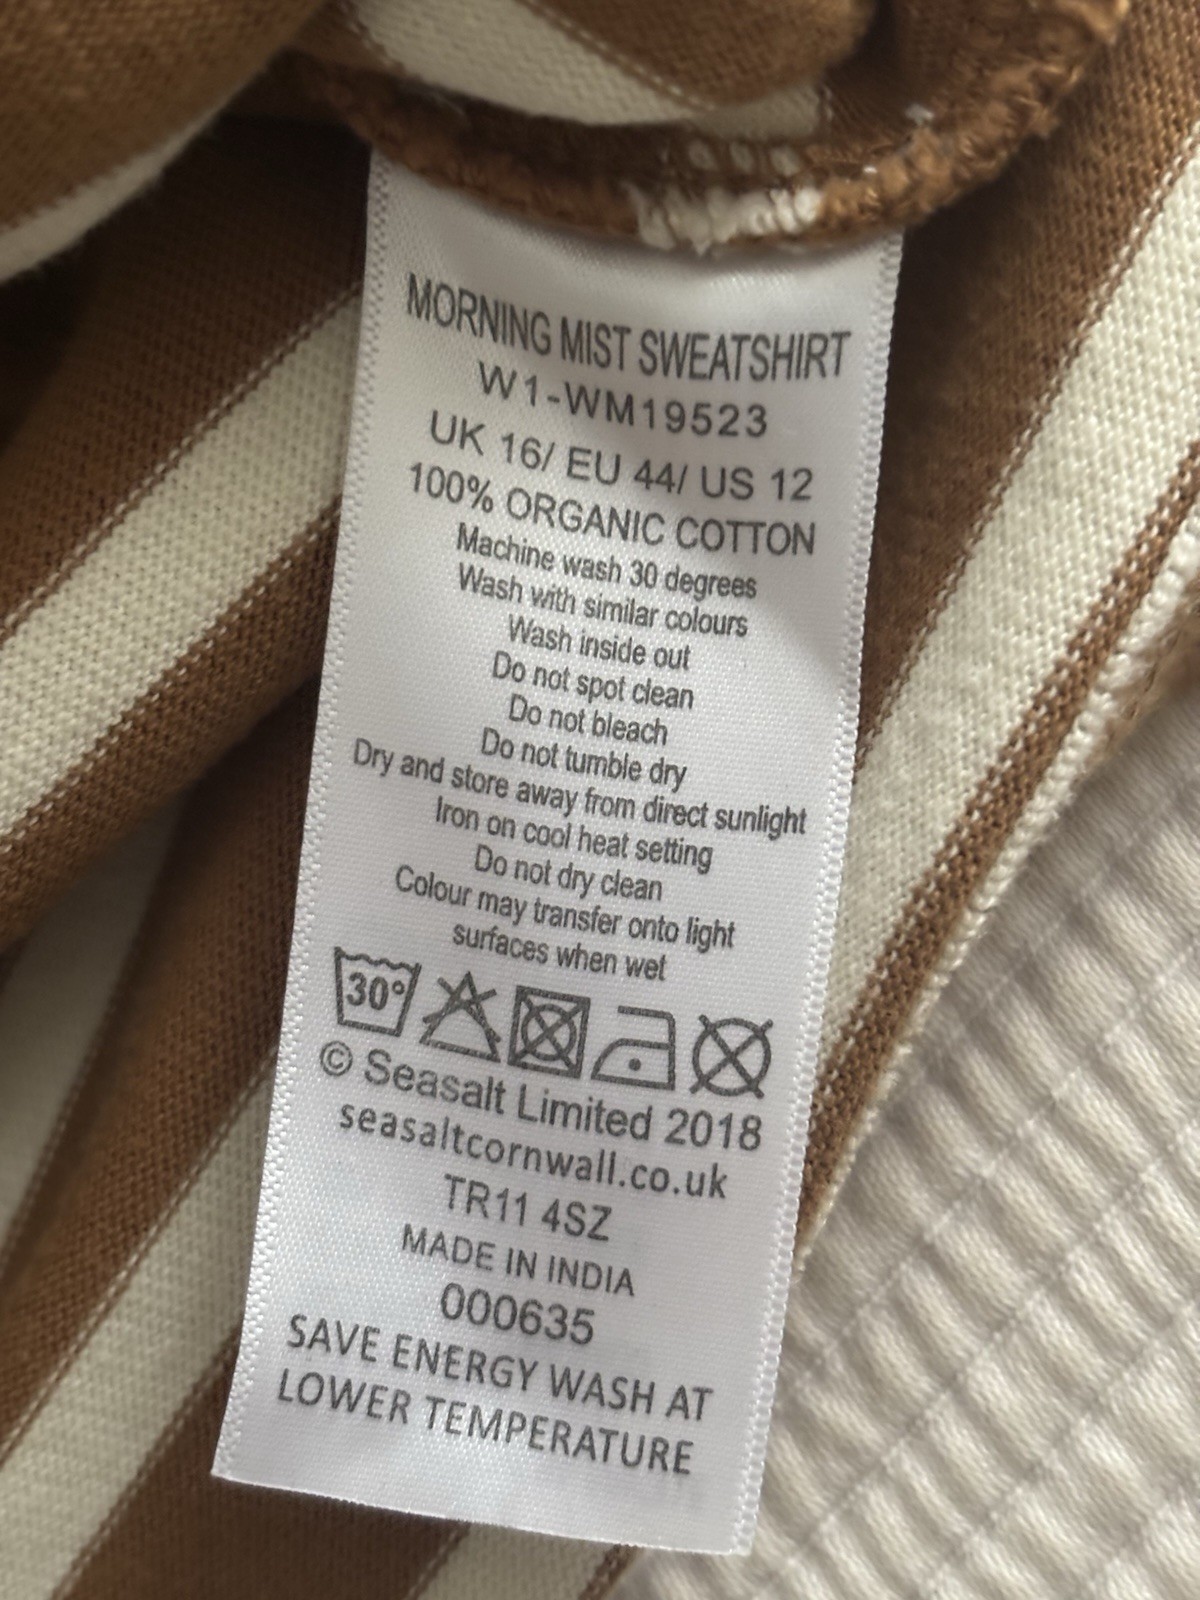 MORNING MIST SWEATSHIRT
W1-WM19523
UK 16/ EU 44/ US 12
100% ORGANIC COTTON
Machine wash 30 degrees
Wash with similar colours
Wash inside out
Do not spot clean
Do not bleach
Do not tumble dry
Dry and store away from direct sunlight
Iron on cool heat setting
Do not dry clean
Colour may transfer onto light
surfaces when wet
30°
© Seasalt Limited 2018
seasaltcornwall.co.uk
TR11 4SZ
MADE IN INDIA
000635
SAVE ENERGY WASH AT
LOWER TEMPERATURE